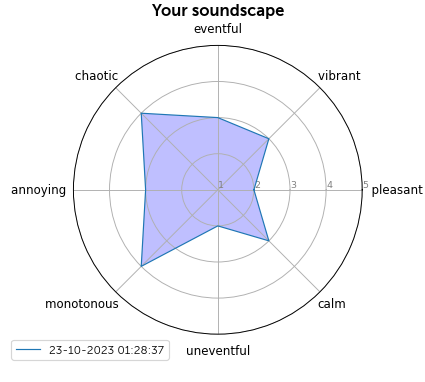 Your soundscape
eventful
chaotic
vibrant
annoying
1
2
3
4
5
pleasant
monotonous
calm
23-10-2023 01:28:37
uneventful